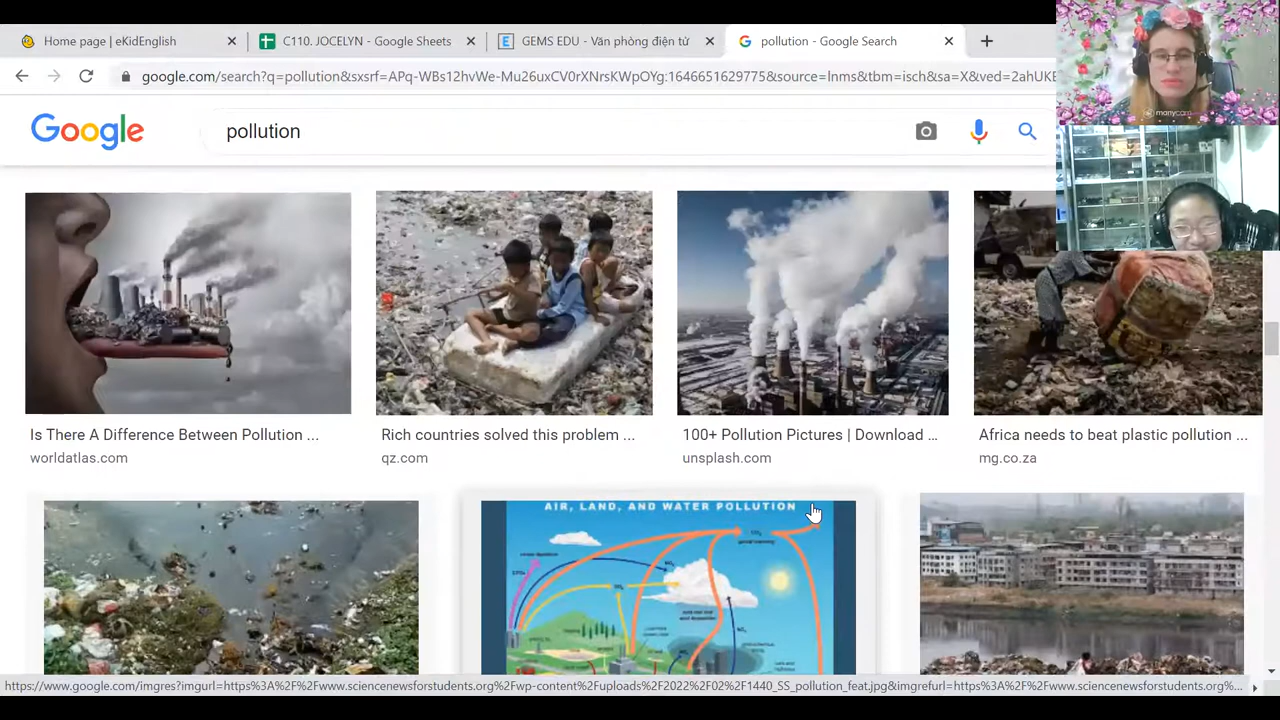 Home page | eKidEnglish
C110. JOCELYN - Google Sheets
GEMS EDU - Văn phòng điện tử
pollution - Google Search
google.com/search?q=pollution&sxsrf=APq-WBs12hvWe-Mu26uxCV0rXNrsKWpOYg:1646651629775&source=lnms&tbm=isch&sa=X&ved=2ahUKE
manycam
Google
pollution
Is There A Difference Between Pollution ...
worldatlas.com
Rich countries solved this problem ...
qz.com
100+ Pollution Pictures | Download ...
unsplash.com
Africa needs to beat plastic pollution ...
mg.co.za
AIR, LAND, AND WATER POLLUTION
https://www.google.com/imgres?imgurl=https%3A%2F%2Fwww.sciencenewsforstudents.org%2Fwp-content%2Fuploads%2F2022%2F02%2F1440_SS_pollution_feat.jpg&imgrefurl=https%3A%2F%2Fwww.sciencenewsforstudents.org%...